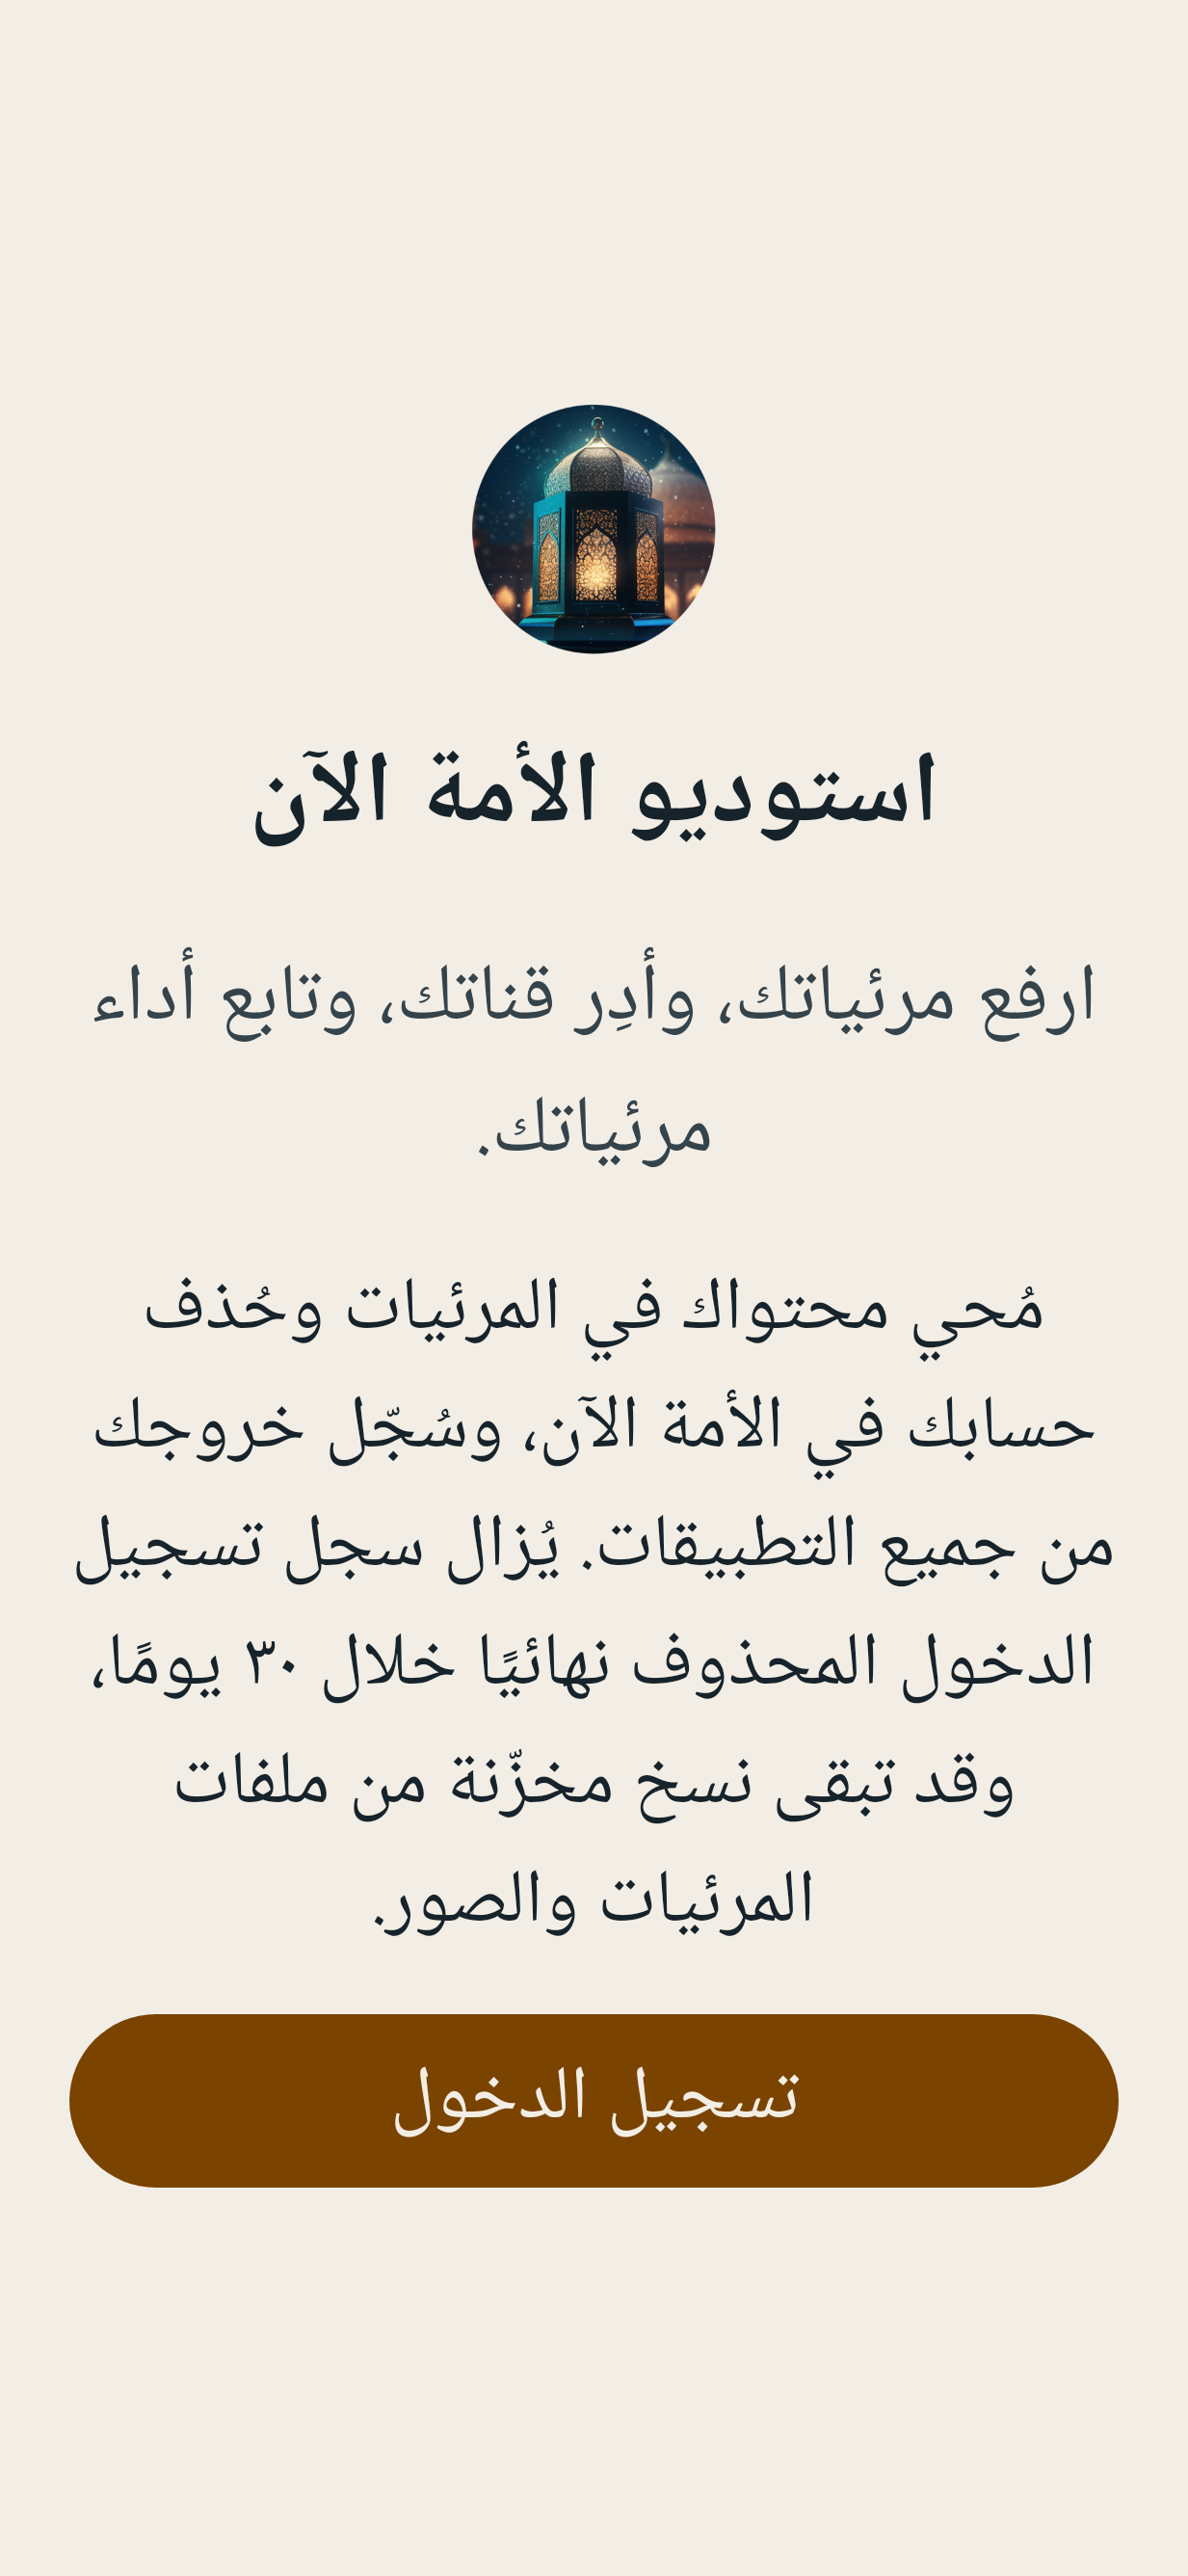 استوديو الأمة الآن
ارفع مرئياتك، وأدِر قناتك، وتابع أداء
مرئياتك.
مُحي محتواك في المرئيات وحُذف
حسابك في الأمة الآن، وسُجّل خروجك
من جميع التطبيقات. يُزال سجل تسجيل
الدخول المحذوف نهائيًا خلال ٣٠ يومًا،
وقد تبقى نسخ مخزّنة من ملفات
المرئيات والصور.
تسجيل الدخول